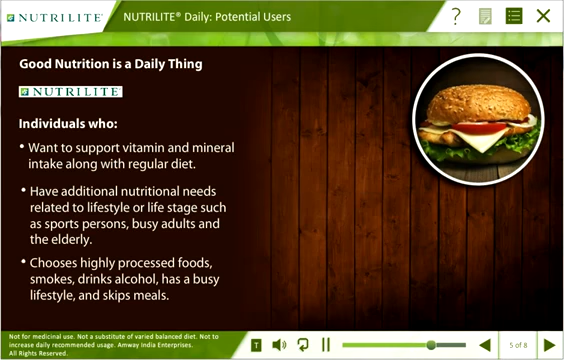 NUTRILITE®
NUTRILITE® Daily: Potential Users
?
Good Nutrition is a Daily Thing
NUTRILITE
Individuals who:
• Want to support vitamin and mineral
intake along with regular diet.
• Have additional nutritional needs
related to lifestyle or life stage such
as sports persons, busy adults and
the elderly.
• Chooses highly processed foods,
smokes, drinks alcohol, has a busy
lifestyle, and skips meals.
Not for medicinal use. Not a substitute of varied balanced diet. Not to
increase daily recommended usage. Amway India Enterprises.
All Rights Reserved.
T
5 of 8